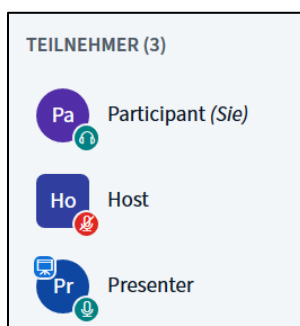 TEILNEHMER (3)
Pa Participant (Sie)
Ho Host
Pr Presenter